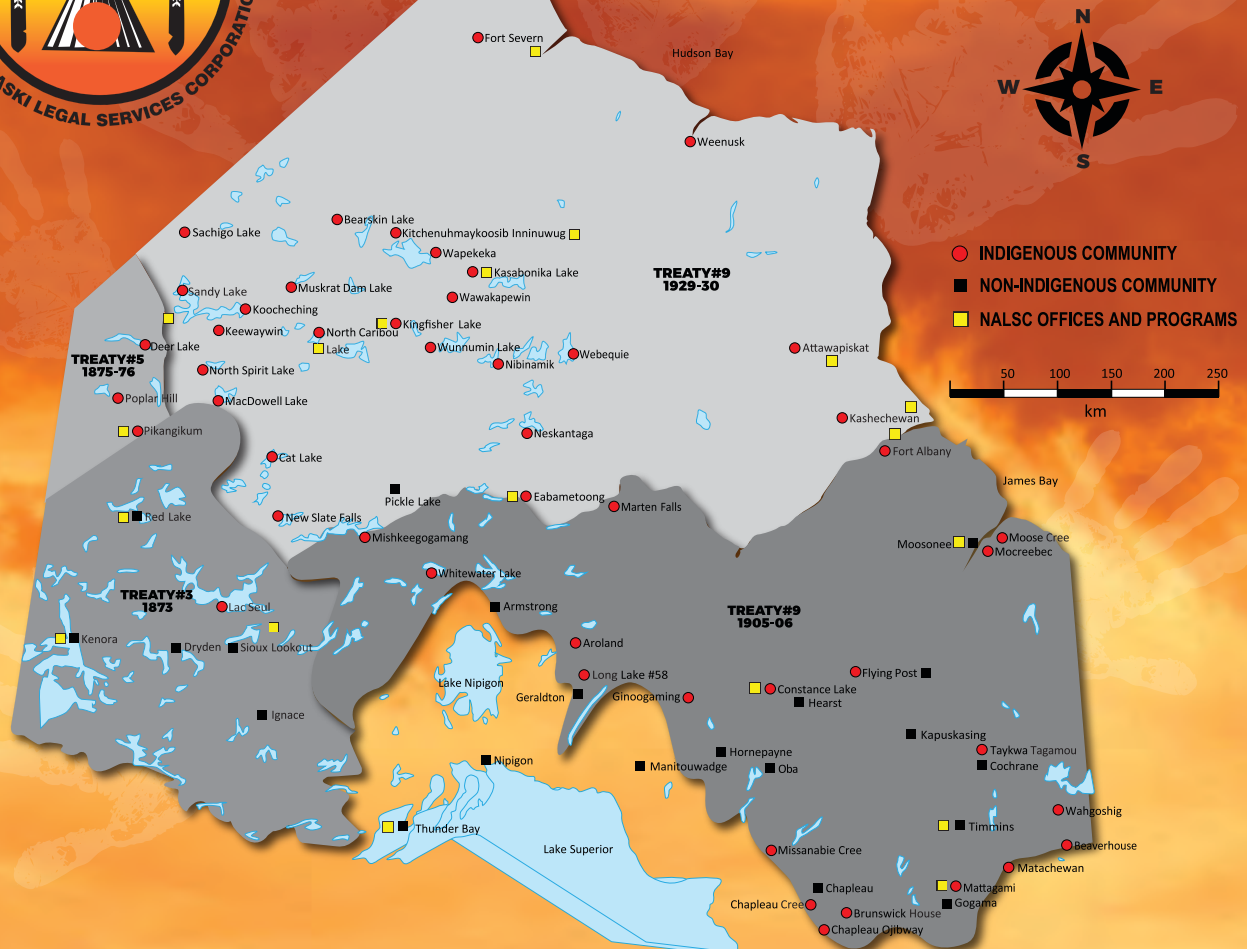 ASKI LEGAL SERVICES CORPORATION
Fort Severn
Hudson Bay
N
W
E
S
Weenusk
Bearskin Lake
Sachigo Lake
Kitchenuhmaykoosib Inninuwug
Wapekeka
Kasabonika Lake
TREATY#9
1929-30
INDIGENOUS COMMUNITY
NON-INDIGENOUS COMMUNITY
NALSC OFFICES AND PROGRAMS
50 100 150 200 250
km
Sandy Lake
Muskrat Dam Lake
Wawakapewin
Koocheching
Keewaywin
North Caribou
Lake
Kingfisher Lake
Deer Lake
TREATY#5
1875-76
Wunnumin Lake
Webequie
Nibinamik
Attawapiskat
North Spirit Lake
Poplar Hill
MacDowell Lake
Kashechewan
Pikangikum
Neskantaga
Fort Albany
Cat Lake
James Bay
Pickle Lake
Eabametoong
Marten Falls
Red Lake
New Slate Falls
Mishkeegogamang
Moosonee
Moose Cree
Mocreebec
Whitewater Lake
TREATY#3
1873
Lac Seul
Armstrong
TREATY#9
1905-06
Kenora
Dryden
Sioux Lookout
Aroland
Long Lake #58
Flying Post
Lake Nipigon
Geraldton
Ginoogaming
Constance Lake
Hearst
Ignace
Kapuskasing
Taykwa Tagamou
Cochrane
Hornepayne
Nipigon
Manitouwadge
Oba
Wahgoshig
Thunder Bay
Timmins
Lake Superior
Missanabie Cree
Beaverhouse
Matachewan
Chapleau
Mattagami
Gogama
Chapleau Cree
Brunswick House
Chapleau Ojibway